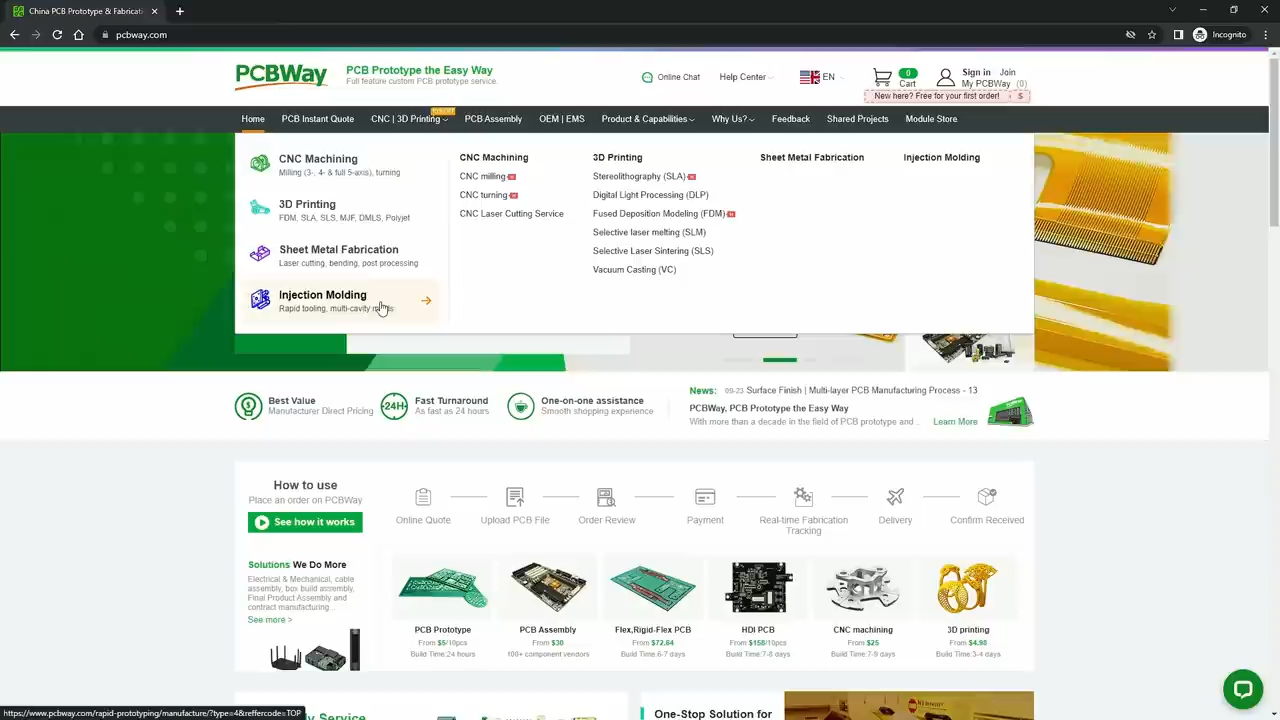 China PCB Prototype & Fabricati
pcbway.com
Incognito
PCBWay
PCB Prototype the Easy Way
Full feature custom PCB prototype service.
Online Chat
Help Center
EN
0
Cart
Sign in
Join
My PCBWay
(0)
New here? Free for your first order!
$
Home
PCB Instant Quote
CNC | 3D Printing
PCB Assembly
OEM | EMS
Product & Capabilities
Why Us?
Feedback
Shared Projects
Module Store
CNC Machining
Milling (3-, 4- & full 5-axis), turning
3D Printing
FDM, SLA, SLS, MJF, DMLS, Polyjet
Sheet Metal Fabrication
Laser cutting, bending, post processing
Injection Molding
Rapid tooling, multi-cavity
CNC Machining
CNC milling
CNC turning
CNC Laser Cutting Service
3D Printing
Stereolithography (SLA)
Digital Light Processing (DLP)
Fused Deposition Modeling (FDM)
Selective laser melting (SLM)
Selective Laser Sintering (SLS)
Vacuum Casting (VC)
Sheet Metal Fabrication
Injection Molding
Best Value
Manufacturer Direct Pricing
24H
Fast Turnaround
As fast as 24 hours
One-on-one assistance
Smooth shopping experience
News:
09-23 Surface Finish | Multi-layer PCB Manufacturing Process - 13
PCBWay, PCB Prototype the Easy Way
With more than a decade in the field of PCB prototype and ..
Learn More
How to use
Place an order on PCBWay
See how it works
Online Quote
Upload PCB File
Order Review
Payment
Real-time Fabrication
Tracking
Delivery
Confirm Received
Solutions We Do More
Electrical & Mechanical, cable
assembly, box build assembly,
Final Product Assembly and
contract manufacturing...
See more >
PCB Prototype
From $5/10pcs
Build Time:24 hours
PCB Assembly
From $30
100+ component vendors
Flex,Rigid-Flex PCB
From $72.64
Build Time:6-7 days
HDI PCB
From $158/10pcs
Build Time:7-8 days
CNC machining
From $25
Build Time:7-9 days
3D printing
From $4.98
Build Time:3-4 days
https://www.pcbway.com/rapid-prototyping/manufacture/?type=4&reffercode=TOP
y Service
One-Stop Solution for